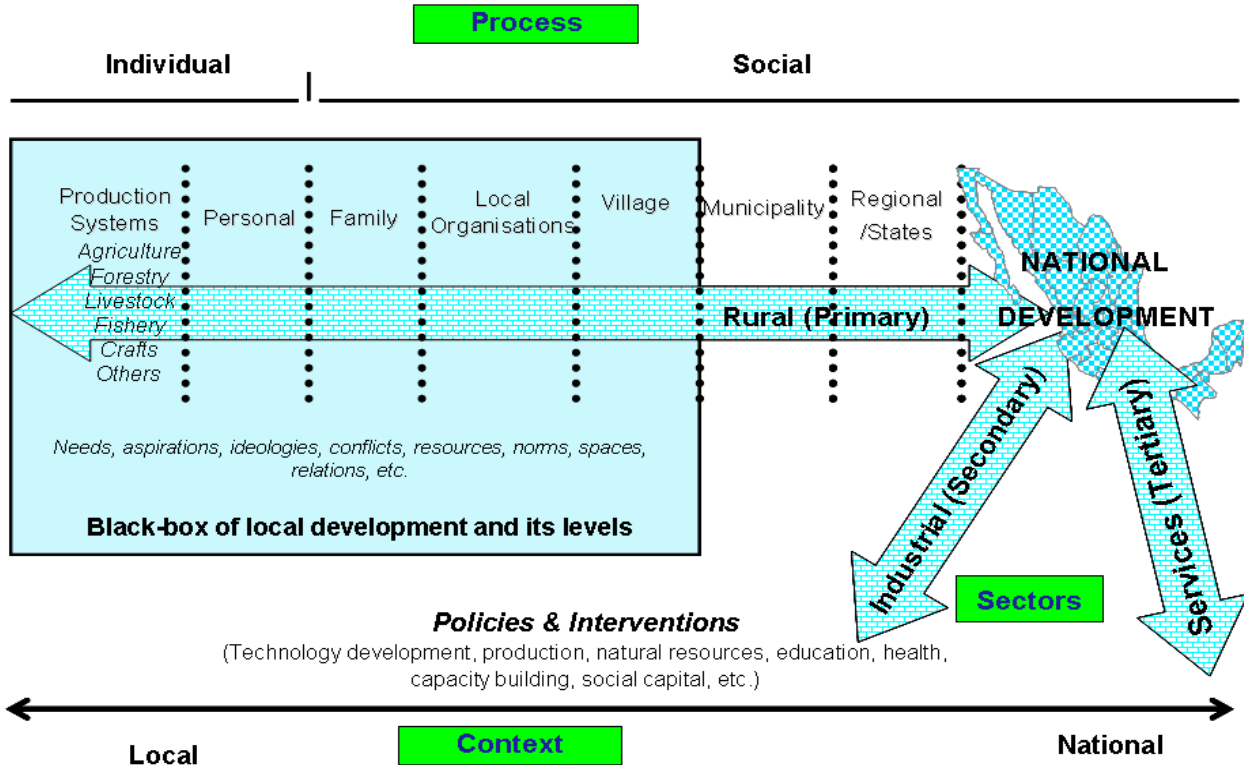 Process
Individual
Social
Production
Systems
Agriculture
Forestry
Livestock
Fishery
Crafts
Others
Personal
Family
Local
Organisations
Village
Municipality
Regional
/States
NATIONAL
DEVELOPMENT
Rural (Primary)
Industrial (Secondary)
Services (Tertiary)
Needs, aspirations, ideologies, conflicts, resources, norms, spaces,
relations, etc.
Black-box of local development and its levels
Sectors
Policies & Interventions
(Technology development, production, natural resources, education, health,
capacity building, social capital, etc.)
Context
Local
National